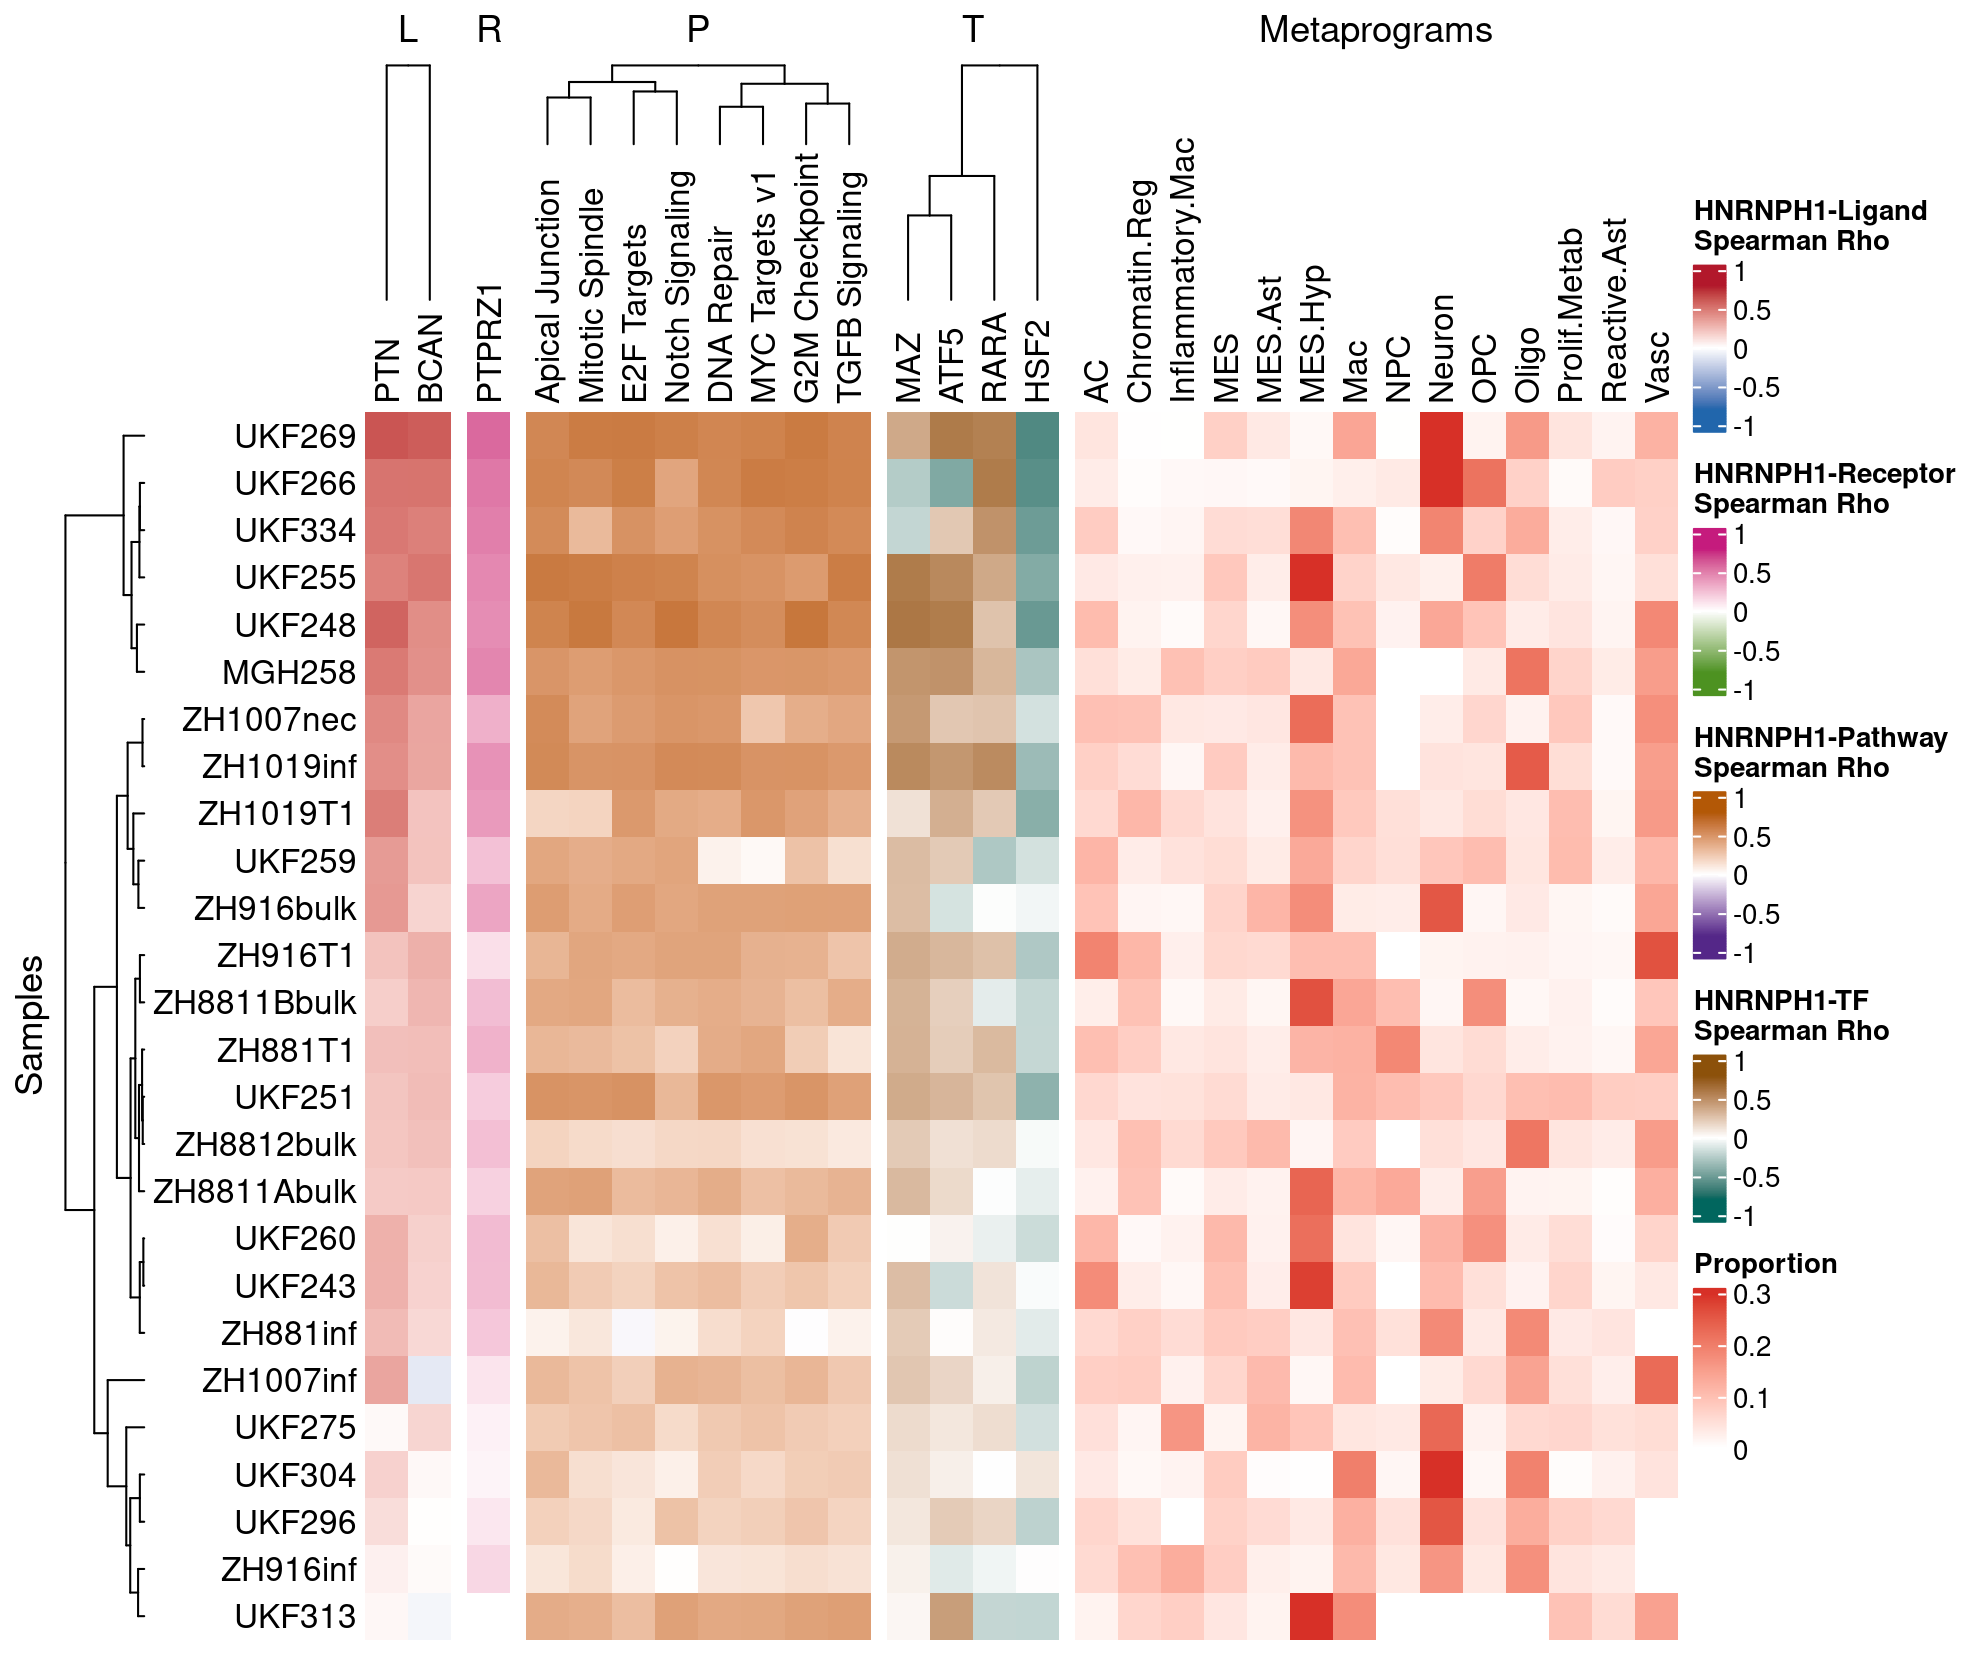 L
R
P
T
Metaprograms
PTN
BCAN
PTPRZ1
Apical Junction
Mitotic Spindle
E2F Targets
Notch Signaling
DNA Repair
MYC Targets v1
G2M Checkpoint
TGFB Signaling
MAZ
ATF5
RARA
HSF2
AC
Chromatin.Reg
Inflammatory.Mac
MES
MES.Ast
MES.Hyp
Mac
NPC
Neuron
OPC
Oligo
Prolif.Metab
Reactive.Ast
Vasc
Samples
UKF269
UKF266
UKF334
UKF255
UKF248
MGH258
ZH1007nec
ZH1019inf
ZH1019T1
UKF259
ZH916bulk
ZH916T1
ZH8811Bbulk
ZH881T1
UKF251
ZH8812bulk
ZH8811Abulk
UKF260
UKF243
ZH881inf
ZH1007inf
UKF275
UKF304
UKF296
ZH916inf
UKF313
HNRNPH1-Ligand
Spearman Rho
1
0.5
0
-0.5
-1
HNRNPH1-Receptor
Spearman Rho
1
0.5
0
-0.5
-1
HNRNPH1-Pathway
Spearman Rho
1
0.5
0
-0.5
-1
HNRNPH1-TF
Spearman Rho
1
0.5
0
-0.5
-1
Proportion
0.3
0.2
0.1
0